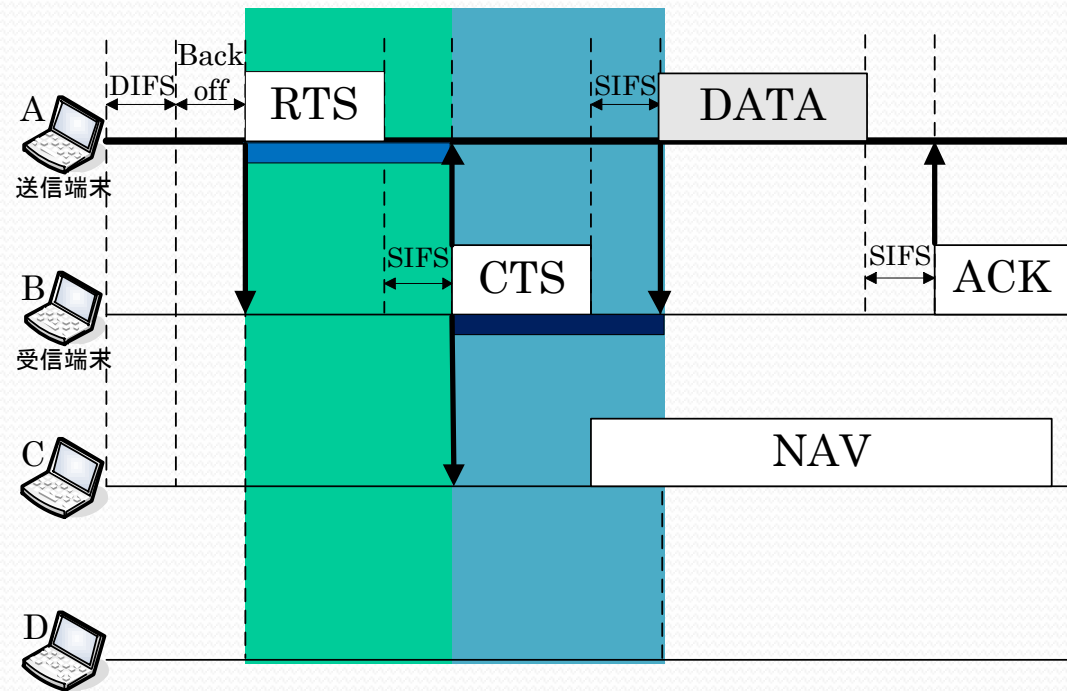 DIFS
Back
off
RTS
SIFS
DATA
A
送信端末
SIFS
CTS
SIFS
ACK
B
受信端末
NAV
C
D